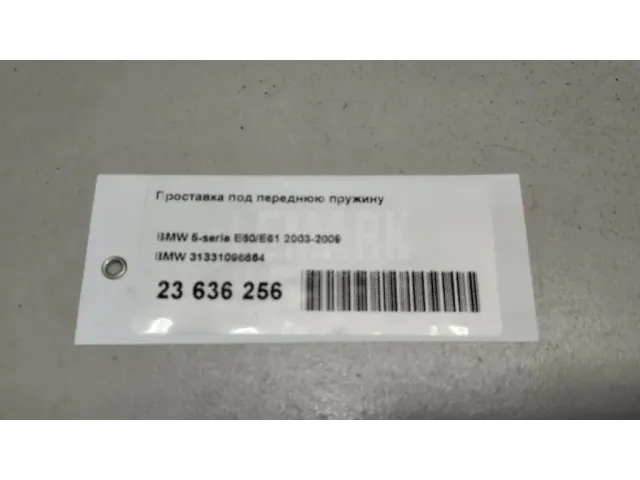 Проставка под переднюю пружину
BMW 5-serie E60/E61 2003-2009
BMW 31331096664
23 636 256